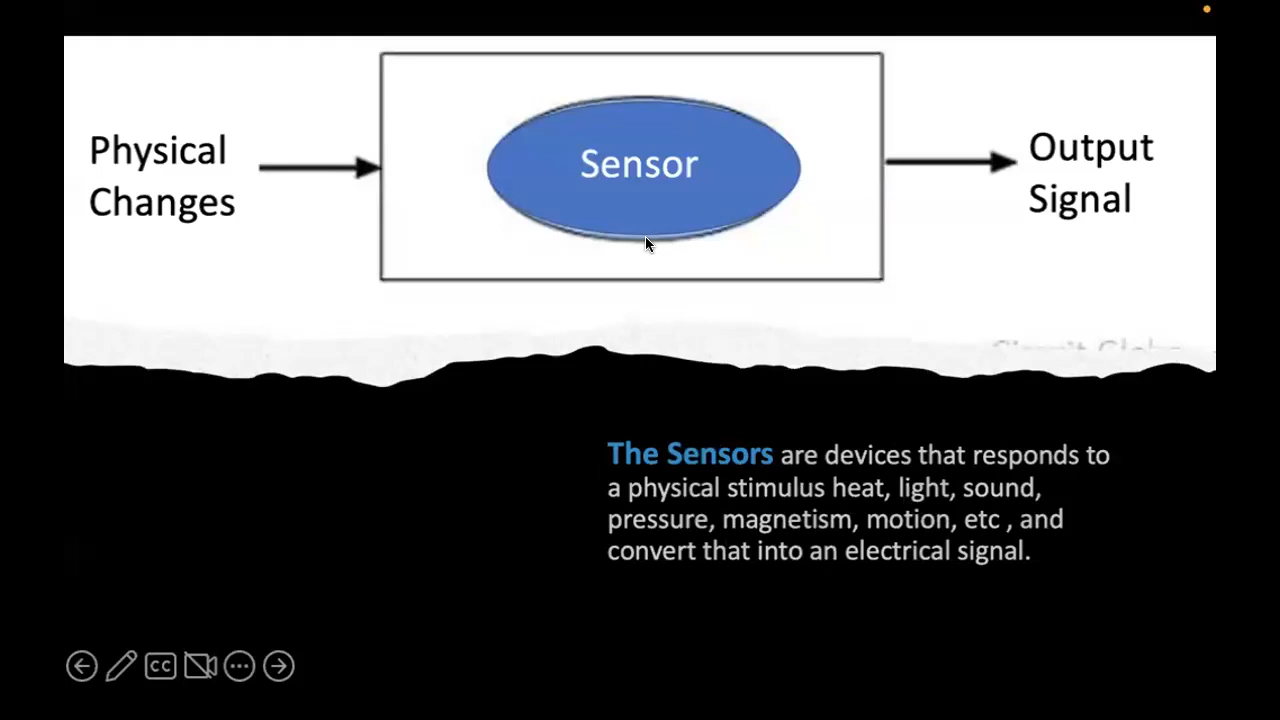 Physical
Changes
Sensor
Output
Signal
The Sensors are devices that responds to
a physical stimulus heat, light, sound,
pressure, magnetism, motion, etc , and
convert that into an electrical signal.
CC